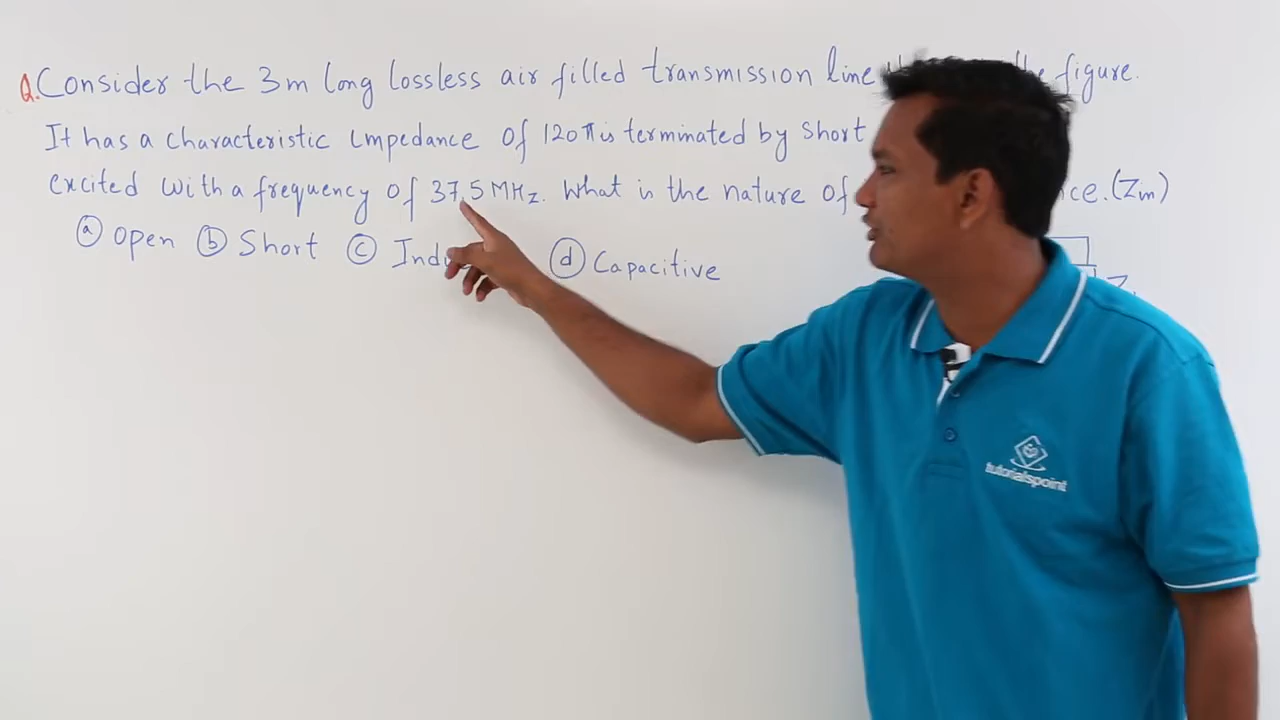 Q. Consider the 3m long lossless air filled transmission line the figure.
It has a characteristic impedance of 120π is terminated by short
excited with a frequency of 37.5 MHz. What is the nature of (Zin)
ⓐ Open ⓑ Short ⓒ ⓓ Capacitive
tutorialspoint